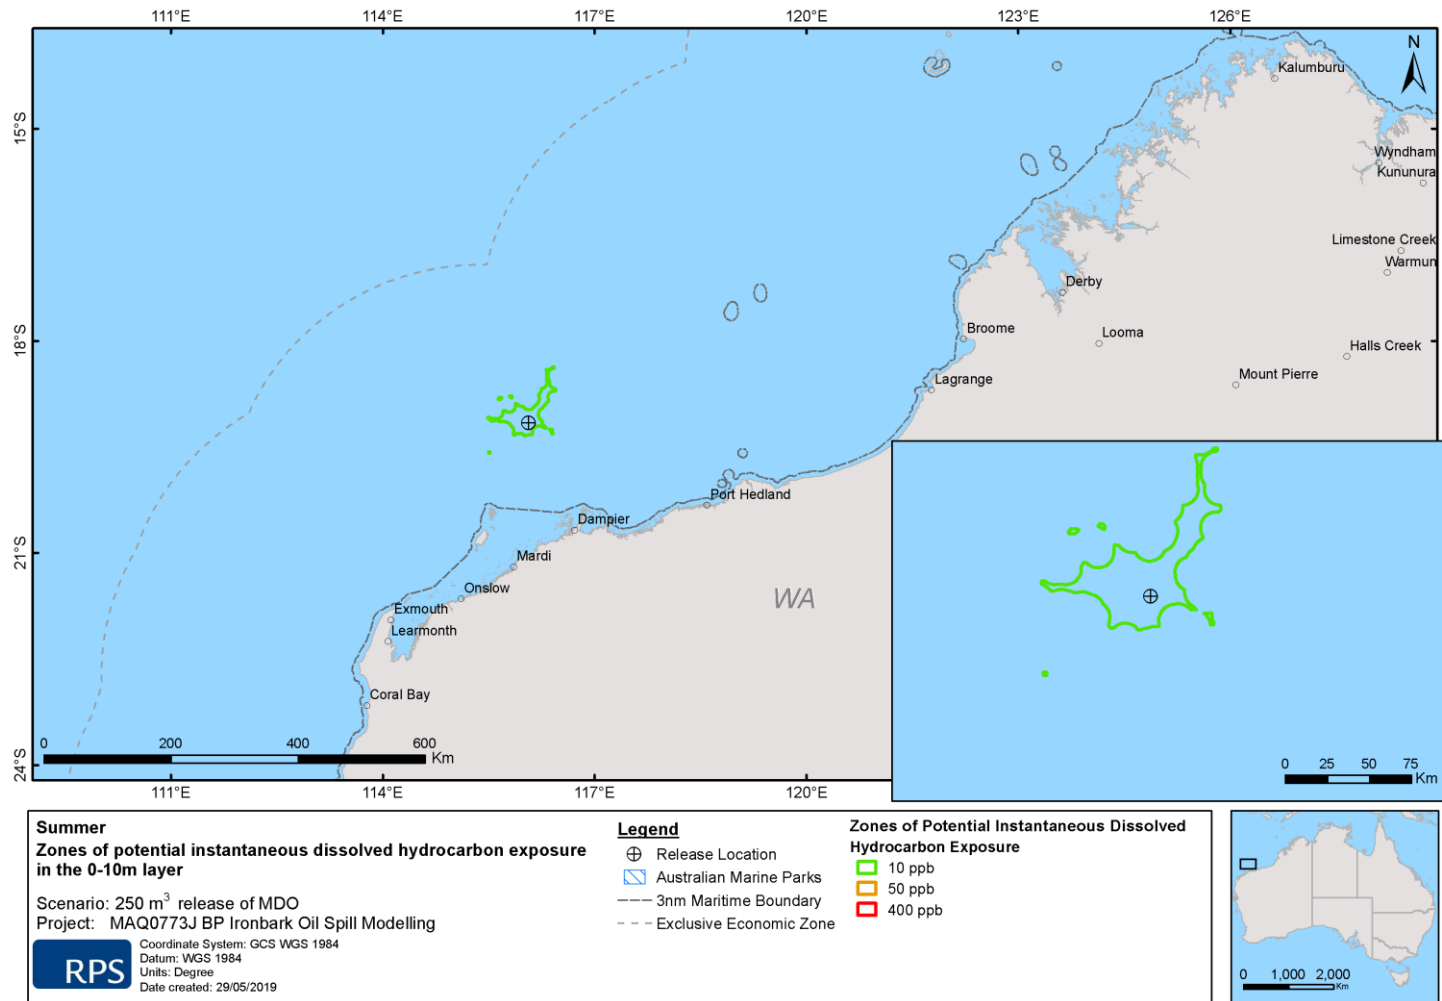 111°E 114°E 117°E 120°E 123°E 126°E
N
Kalumburu
15°S
Wyndham
Kununurra
Limestone Creek
Warmun
Derby
18°S
Broome
Looma
Halls Creek
Mount Pierre
Lagrange
Port Hedland
Dampier
21°S
Mardi
WA
Onslow
Exmouth
Learmonth
Coral Bay
0 200 400 600
Km
24°S
0 25 50 75
Km
111°E 114°E 117°E 120°E
Summer
Zones of potential instantaneous dissolved hydrocarbon exposure
in the 0-10m layer
Scenario: 250 m³ release of MDO
Project: MAQ0773J BP Ironbark Oil Spill Modelling
RPS
Coordinate System: GCS WGS 1984
Datum: WGS 1984
Units: Degree
Date created: 29/05/2019
Legend
Release Location
Australian Marine Parks
3nm Maritime Boundary
Exclusive Economic Zone
Zones of Potential Instantaneous Dissolved
Hydrocarbon Exposure
10 ppb
50 ppb
400 ppb
0 1,000 2,000
Km